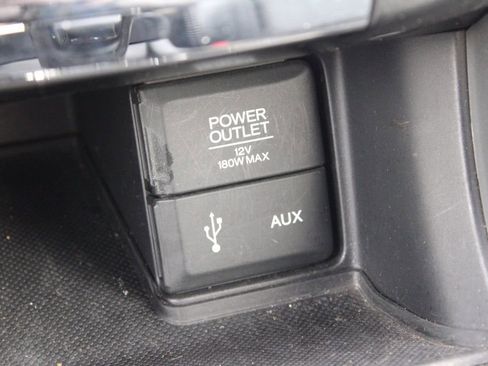 POWER
OUTLET
12V
180W MAX
AUX